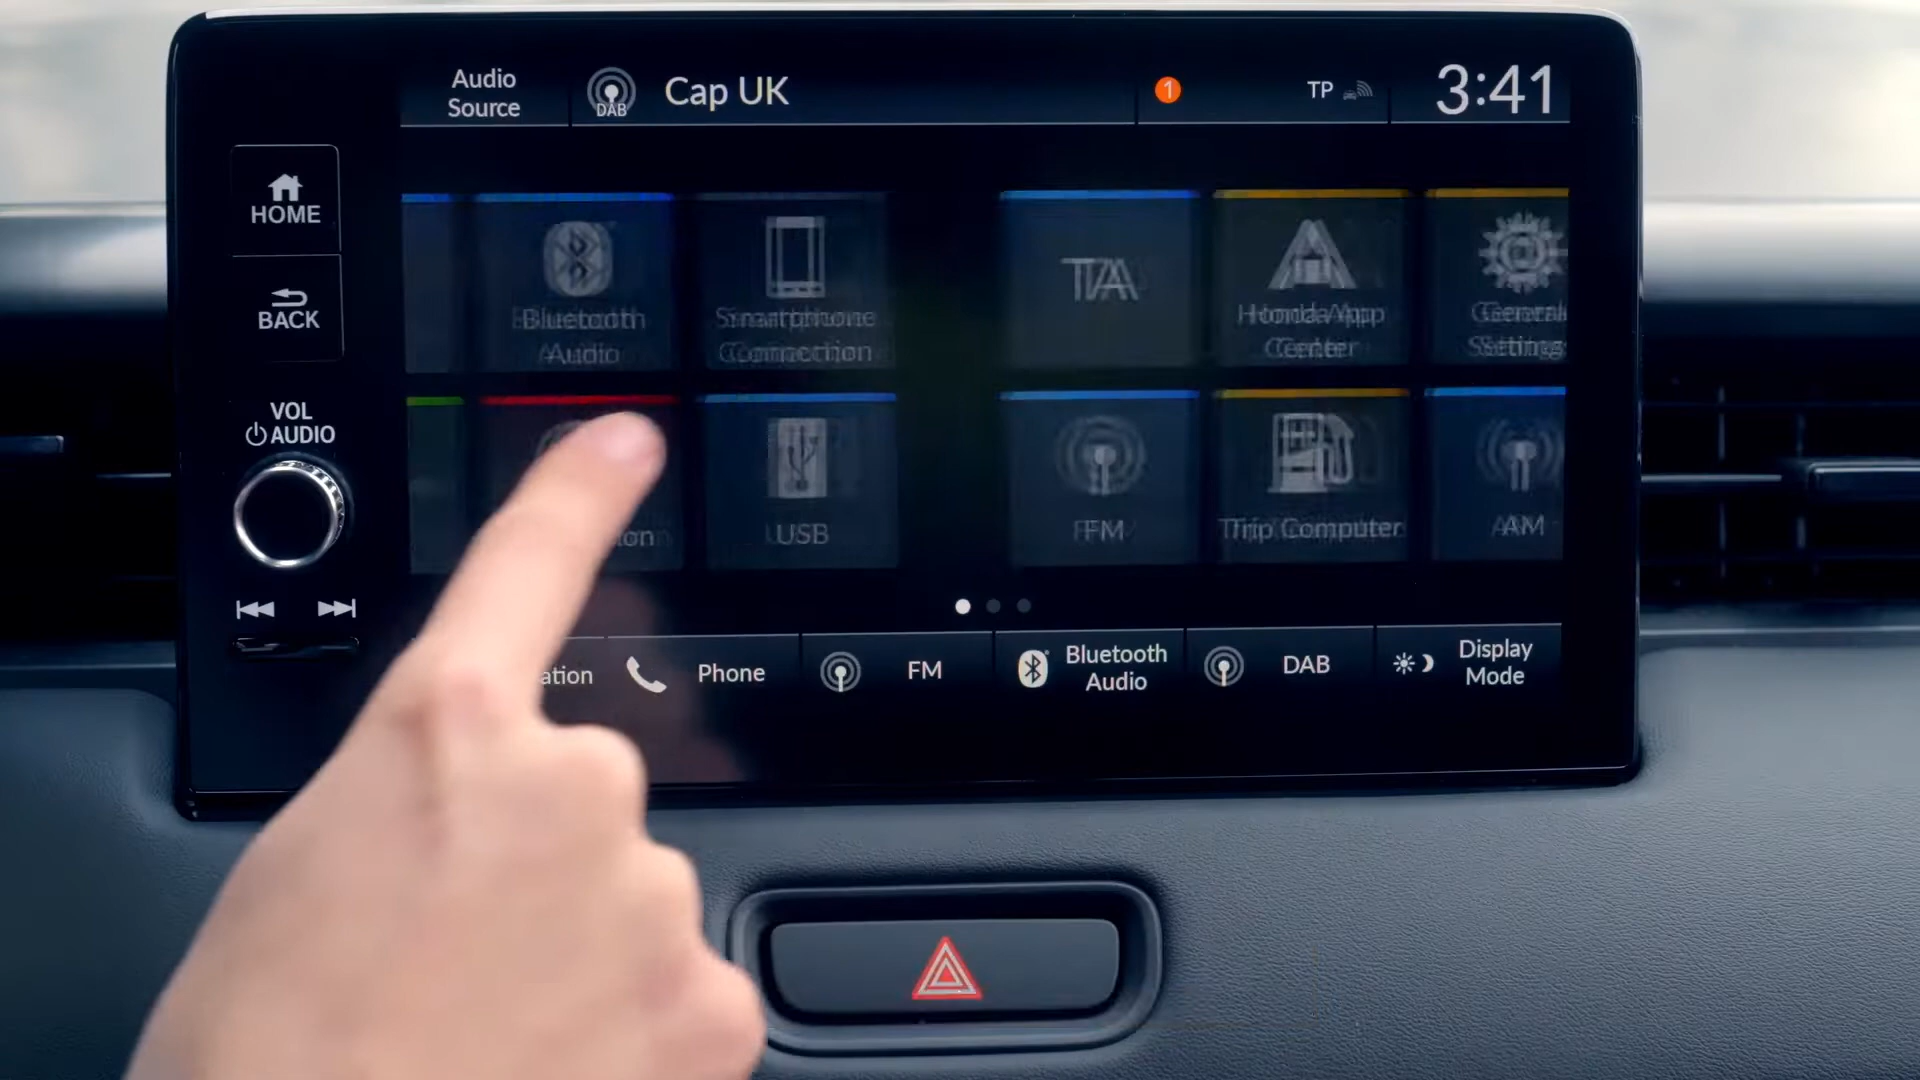 Audio
Source
DAB
Cap UK
1
TP
3:41
HOME
BACK
VOL
AUDIO
Bluetooth
Audio
Smartphone
Connection
TA
Honda App
Center
General
Settings
USB
FM
Trip Computer
AM
ation
Phone
FM
Bluetooth
Audio
DAB
Display
Mode